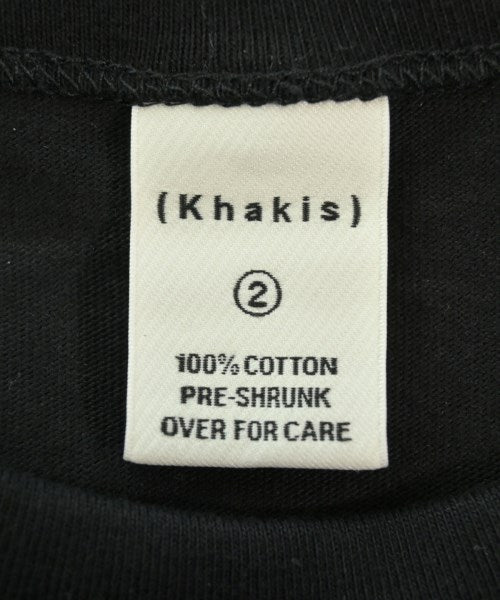 (Khakis)
②
100% COTTON
PRE-SHRUNK
OVER FOR CARE